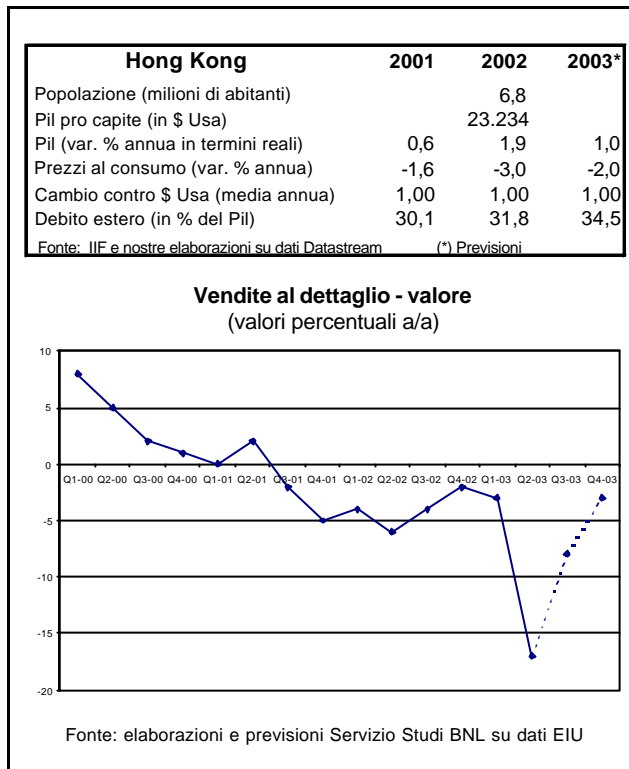 Hong Kong 2001 2002 2003*
Popolazione (milioni di abitanti) 6,8
Pil pro capite (in $ Usa) 23.234
Pil (var. % annua in termini reali) 0,6 1,9 1,0
Prezzi al consumo (var. % annua) -1,6 -3,0 -2,0
Cambio contro $ Usa (media annua) 1,00 1,00 1,00
Debito estero (in % del Pil) 30,1 31,8 34,5
Fonte: IIF e nostre elaborazioni su dati Datastream (*) Previsioni
Vendite al dettaglio - valore
(valori percentuali a/a)
10
5
0
Q1-00 Q2-00 Q3-00 Q4-00 Q1-01 Q2-01 Q3-01 Q4-01 Q1-02 Q2-02 Q3-02 Q4-02 Q1-03 Q2-03 Q3-03 Q4-03
-5
-10
-15
-20
Fonte: elaborazioni e previsioni Servizio Studi BNL su dati EIU